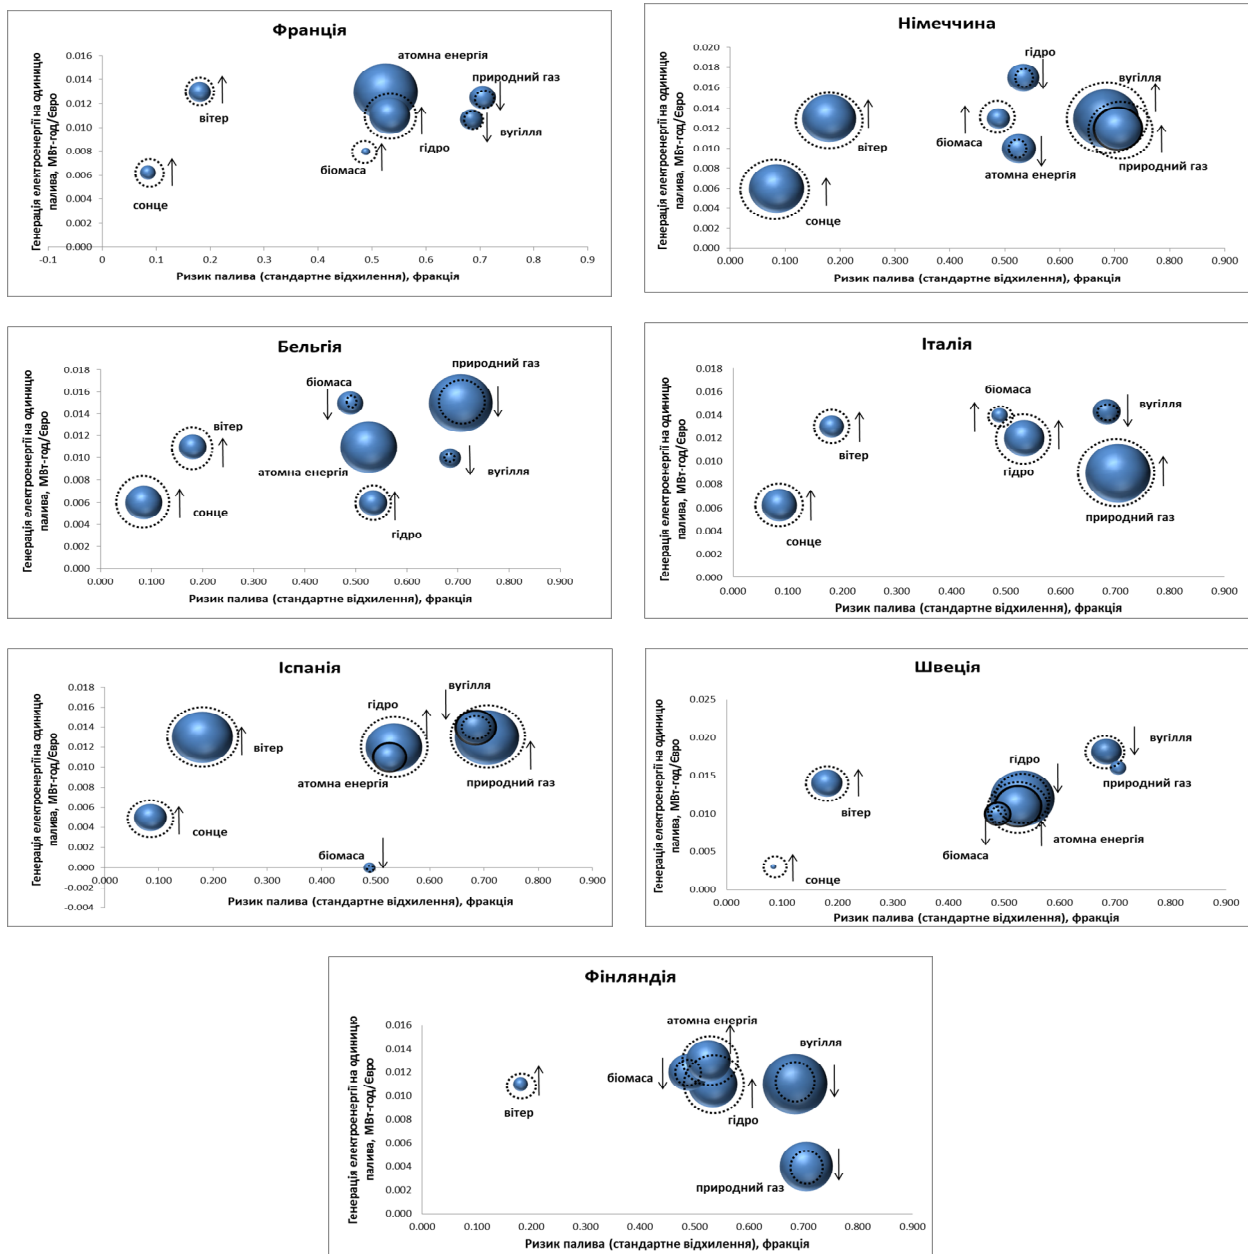 Франція
Генерація електроенергії на одиницю
палива, МВт-год/Євро
0.016
0.014
0.012
0.010
0.008
0.006
0.004
0.002
0.000
-0.1
0
0.1
0.2
0.3
0.4
0.5
0.6
0.7
0.8
0.9
Ризик палива (стандартне відхилення), фракція
атомна енергія
природний газ
вітер
вугілля
гідро
біомаса
сонце
Німеччина
Генерація електроенергії на одиницю
палива, МВт-год/Євро
0.020
0.018
0.016
0.014
0.012
0.010
0.008
0.006
0.004
0.002
0.000
0.000
0.100
0.200
0.300
0.400
0.500
0.600
0.700
0.800
0.900
Ризик палива (стандартне відхилення), фракція
гідро
вугілля
вітер
біомаса
природний газ
атомна енергія
сонце
Бельгія
Генерація електроенергії на одиницю
палива, МВт-год/Євро
0.018
0.016
0.014
0.012
0.010
0.008
0.006
0.004
0.002
0.000
0.000
0.100
0.200
0.300
0.400
0.500
0.600
0.700
0.800
0.900
Ризик палива (стандартне відхилення), фракція
природний газ
біомаса
вітер
атомна енергія
вугілля
сонце
гідро
Італія
Генерація електроенергії на одиницю
палива, МВт-год/Євро
0.018
0.016
0.014
0.012
0.010
0.008
0.006
0.004
0.002
0.000
0.000
0.100
0.200
0.300
0.400
0.500
0.600
0.700
0.800
0.900
Ризик палива (стандартне відхилення), фракція
біомаса
вугілля
вітер
гідро
природний газ
сонце
Іспанія
Генерація електроенергії на одиницю
палива, МВт-год/Євро
0.018
0.016
0.014
0.012
0.010
0.008
0.006
0.004
0.002
0.000
-0.002
-0.004
0.000
0.100
0.200
0.300
0.400
0.500
0.600
0.700
0.800
0.900
Ризик палива (стандартне відхилення), фракція
вугілля
гідро
вітер
атомна енергія
природний газ
сонце
біомаса
Швеція
Генерація електроенергії на одиницю
палива, МВт-год/Євро
0.025
0.020
0.015
0.010
0.005
0.000
0.000
0.100
0.200
0.300
0.400
0.500
0.600
0.700
0.800
0.900
Ризик палива (стандартне відхилення), фракція
вугілля
гідро
природний газ
вітер
атомна енергія
біомаса
сонце
Фінляндія
Генерація електроенергії на одиницю
палива, МВт-год/Євро
0.016
0.014
0.012
0.010
0.008
0.006
0.004
0.002
0.000
0.000
0.100
0.200
0.300
0.400
0.500
0.600
0.700
0.800
0.900
Ризик палива (стандартне відхилення), фракція
атомна енергія
вугілля
біомаса
вітер
гідро
природний газ